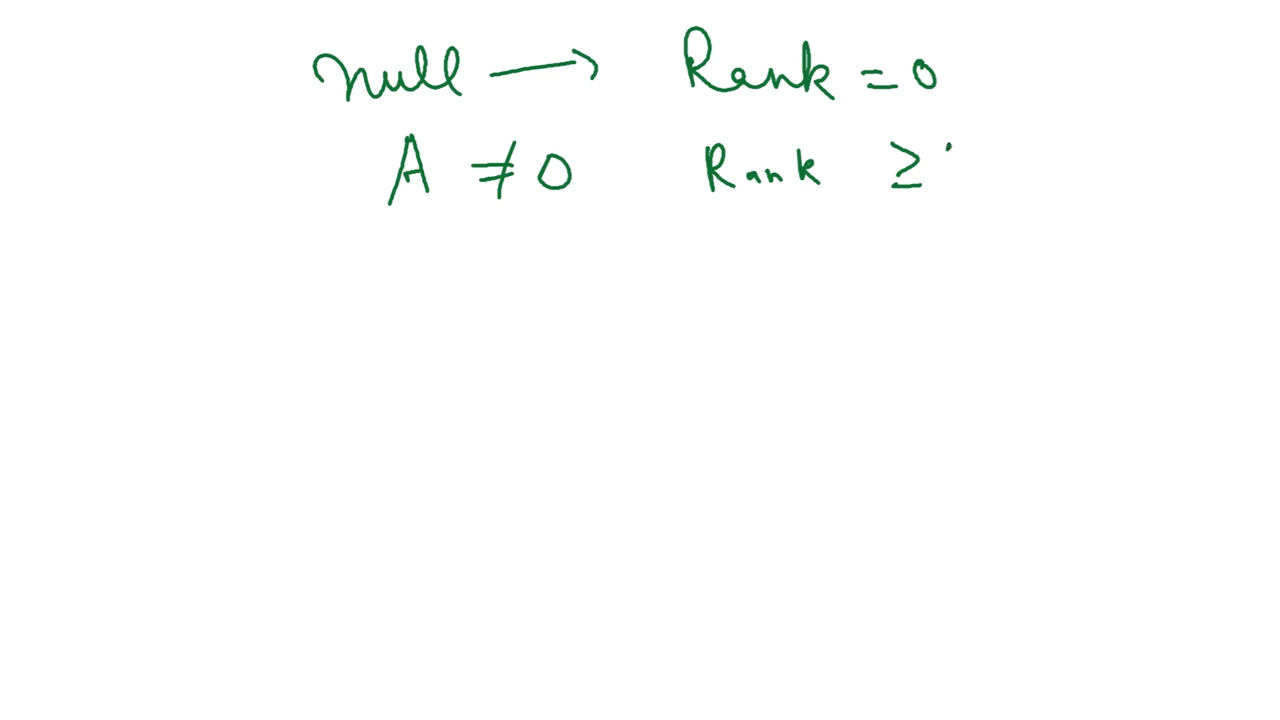 Null → Rank = 0
A ≠ 0 Rank ≥